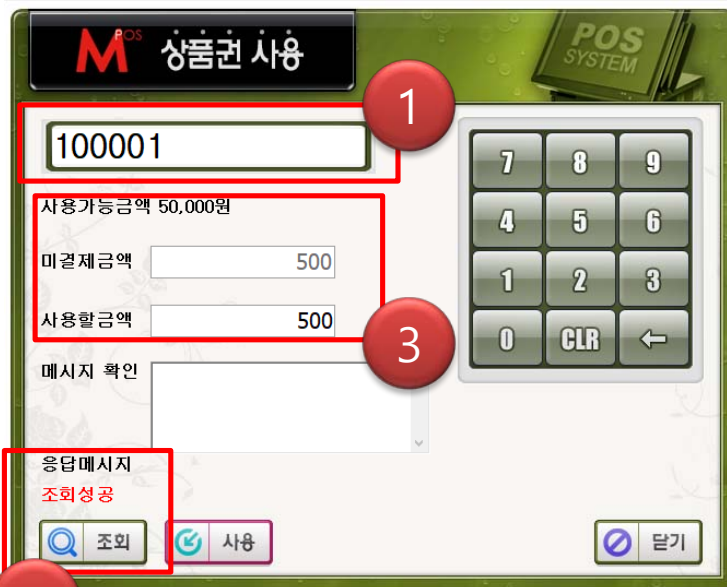 MPOS 상품권 사용
POS
SYSTEM
1
100001
7 8 9
사용가능금액 50,000원
4 5 6
미결제금액 500
1 2 3
사용할금액 500
3
0 CLR ←
메시지 확인
응답메시지
조회성공
조회 사용 닫기